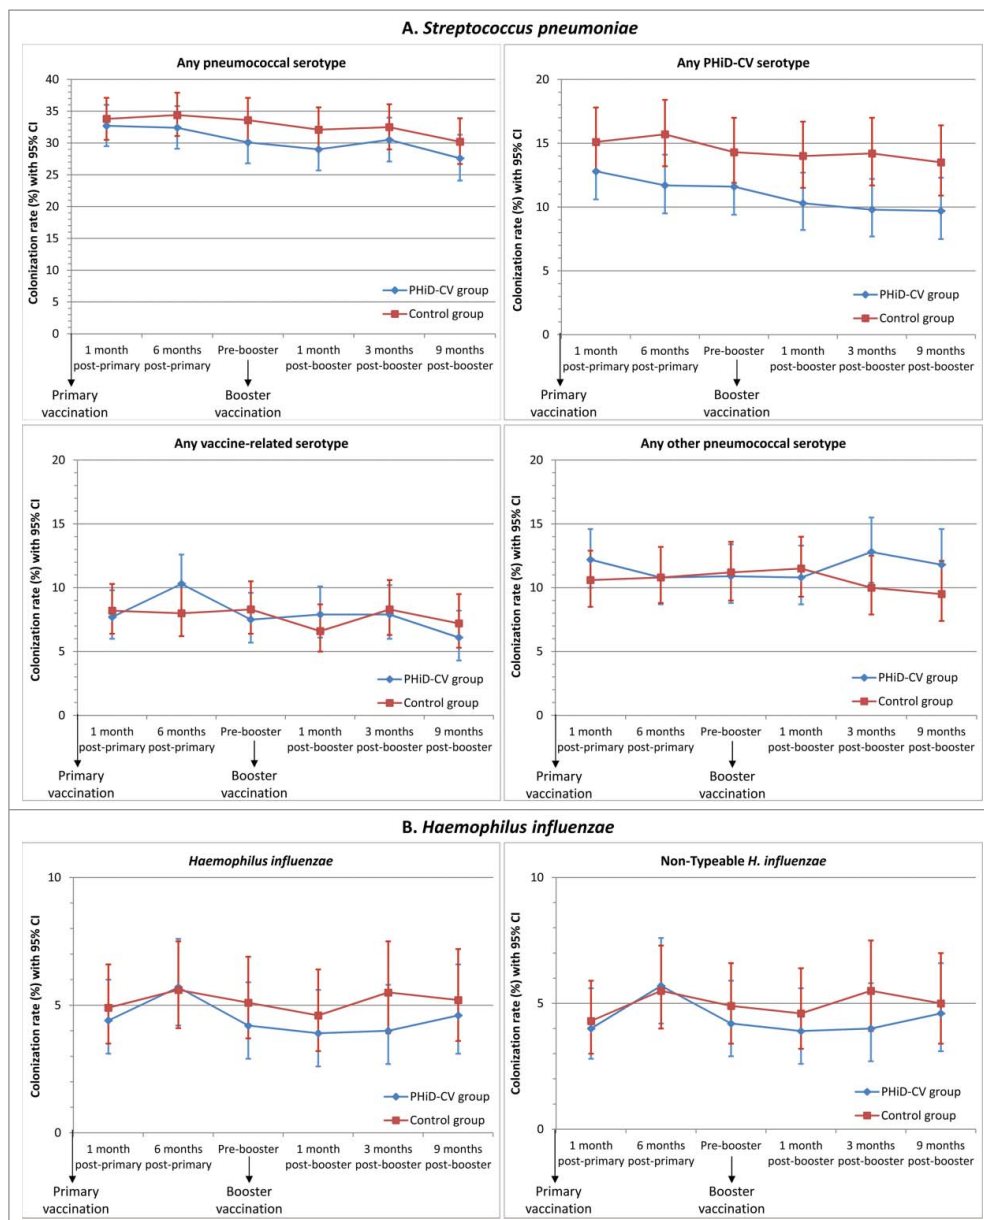 A. Streptococcus pneumoniae
Any pneumococcal serotype
Colonization rate (%) with 95% CI
40
35
30
25
20
15
10
5
0
PHiD-CV group
Control group
1 month post-primary
6 months post-primary
Pre-booster
1 month post-booster
3 months post-booster
9 months post-booster
Primary vaccination
Booster vaccination
Any PHiD-CV serotype
Colonization rate (%) with 95% CI
20
15
10
5
0
PHiD-CV group
Control group
1 month post-primary
6 months post-primary
Pre-booster
1 month post-booster
3 months post-booster
9 months post-booster
Primary vaccination
Booster vaccination
Any vaccine-related serotype
Colonization rate (%) with 95% CI
20
15
10
5
0
PHiD-CV group
Control group
1 month post-primary
6 months post-primary
Pre-booster
1 month post-booster
3 months post-booster
9 months post-booster
Primary vaccination
Booster vaccination
Any other pneumococcal serotype
Colonization rate (%) with 95% CI
20
15
10
5
0
PHiD-CV group
Control group
1 month post-primary
6 months post-primary
Pre-booster
1 month post-booster
3 months post-booster
9 months post-booster
Primary vaccination
Booster vaccination
B. Haemophilus influenzae
Haemophilus influenzae
Colonization rate (%) with 95% CI
10
5
0
PHiD-CV group
Control group
1 month post-primary
6 months post-primary
Pre-booster
1 month post-booster
3 months post-booster
9 months post-booster
Primary vaccination
Booster vaccination
Non-Typeable H. influenzae
Colonization rate (%) with 95% CI
10
5
0
PHiD-CV group
Control group
1 month post-primary
6 months post-primary
Pre-booster
1 month post-booster
3 months post-booster
9 months post-booster
Primary vaccination
Booster vaccination